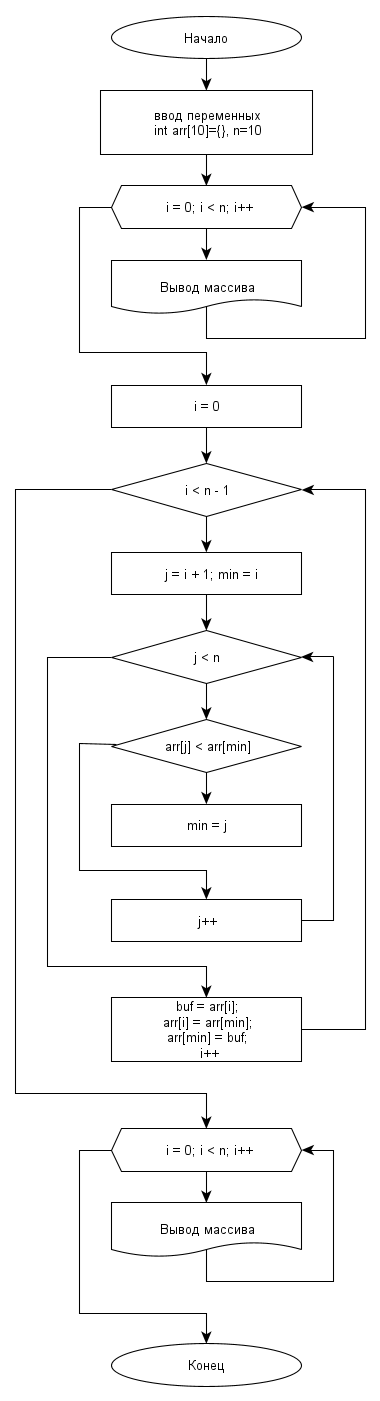 Начало
ввод переменных
int arr[10]={}, n=10
i = 0; i < n; i++
Вывод массива
i = 0
i < n - 1
j = i + 1; min = i
j < n
arr[j] < arr[min]
min = j
j++
buf = arr[i];
arr[i] = arr[min];
arr[min] = buf;
i++
i = 0; i < n; i++
Вывод массива
Конец